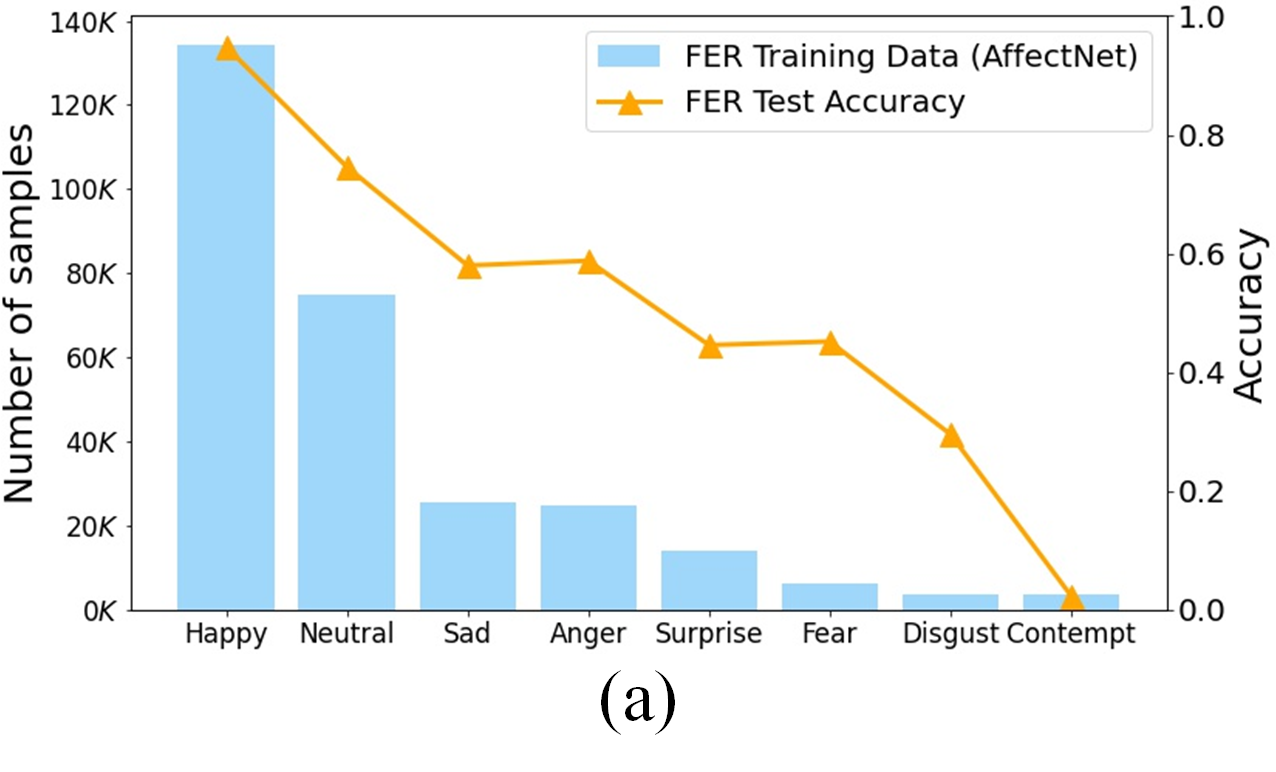 140K
120K
100K
80K
60K
40K
20K
0K
Number of samples
FER Training Data (AffectNet)
FER Test Accuracy
1.0
0.8
0.6
0.4
0.2
0.0
Accuracy
Happy Neutral Sad Anger Surprise Fear Disgust Contempt
(a)